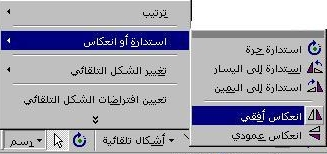 ترتيب
استدارة أو انعكاس
تغيير الشكل التلقائي
تعيين افتراضات الشكل التلقائي
رسم
أشكال تلقائية
استدارة حرة
استدارة إلى اليسار
استدارة إلى اليمين
انعكاس أفقي
انعكاس عمودي